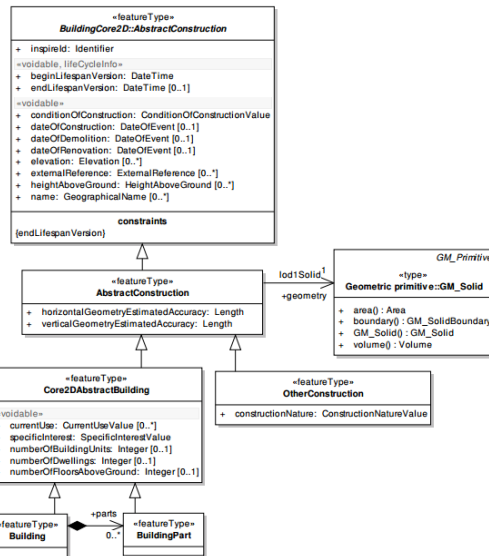 «featureType»
BuildingCore2D::AbstractConstruction
+ inspireId: Identifier
«voidable, lifeCycleInfo»
+ beginLifespanVersion: DateTime
+ endLifespanVersion: DateTime [0..1]
«voidable»
+ conditionOfConstruction: ConditionOfConstructionValue
+ dateOfConstruction: DateOfEvent [0..1]
+ dateOfDemolition: DateOfEvent [0..1]
+ dateOfRenovation: DateOfEvent [0..1]
+ elevation: Elevation [0..*]
+ externalReference: ExternalReference [0..*]
+ heightAboveGround: HeightAboveGround [0..*]
+ name: GeographicalName [0..*]
constraints
{endLifespanVersion}
«featureType»
AbstractConstruction
+ horizontalGeometryEstimatedAccuracy: Length
+ verticalGeometryEstimatedAccuracy: Length
lod1Solid 1
+geometry
GM_Primitive
«type»
Geometric primitive::GM_Solid
+ area() : Area
+ boundary() : GM_SolidBoundary
+ GM_Solid() : GM_Solid
+ volume() : Volume
«featureType»
Core2DAbstractBuilding
voidable»
currentUse: CurrentUseValue [0..*]
specificInterest: SpecificInterestValue
numberOfBuildingUnits: Integer [0..1]
numberOfDwellings: Integer [0..1]
numberOfFloorsAboveGround: Integer [0..1]
«featureType»
OtherConstruction
+ constructionNature: ConstructionNatureValue
featureType»
Building
+parts
0..*
«featureType»
BuildingPart